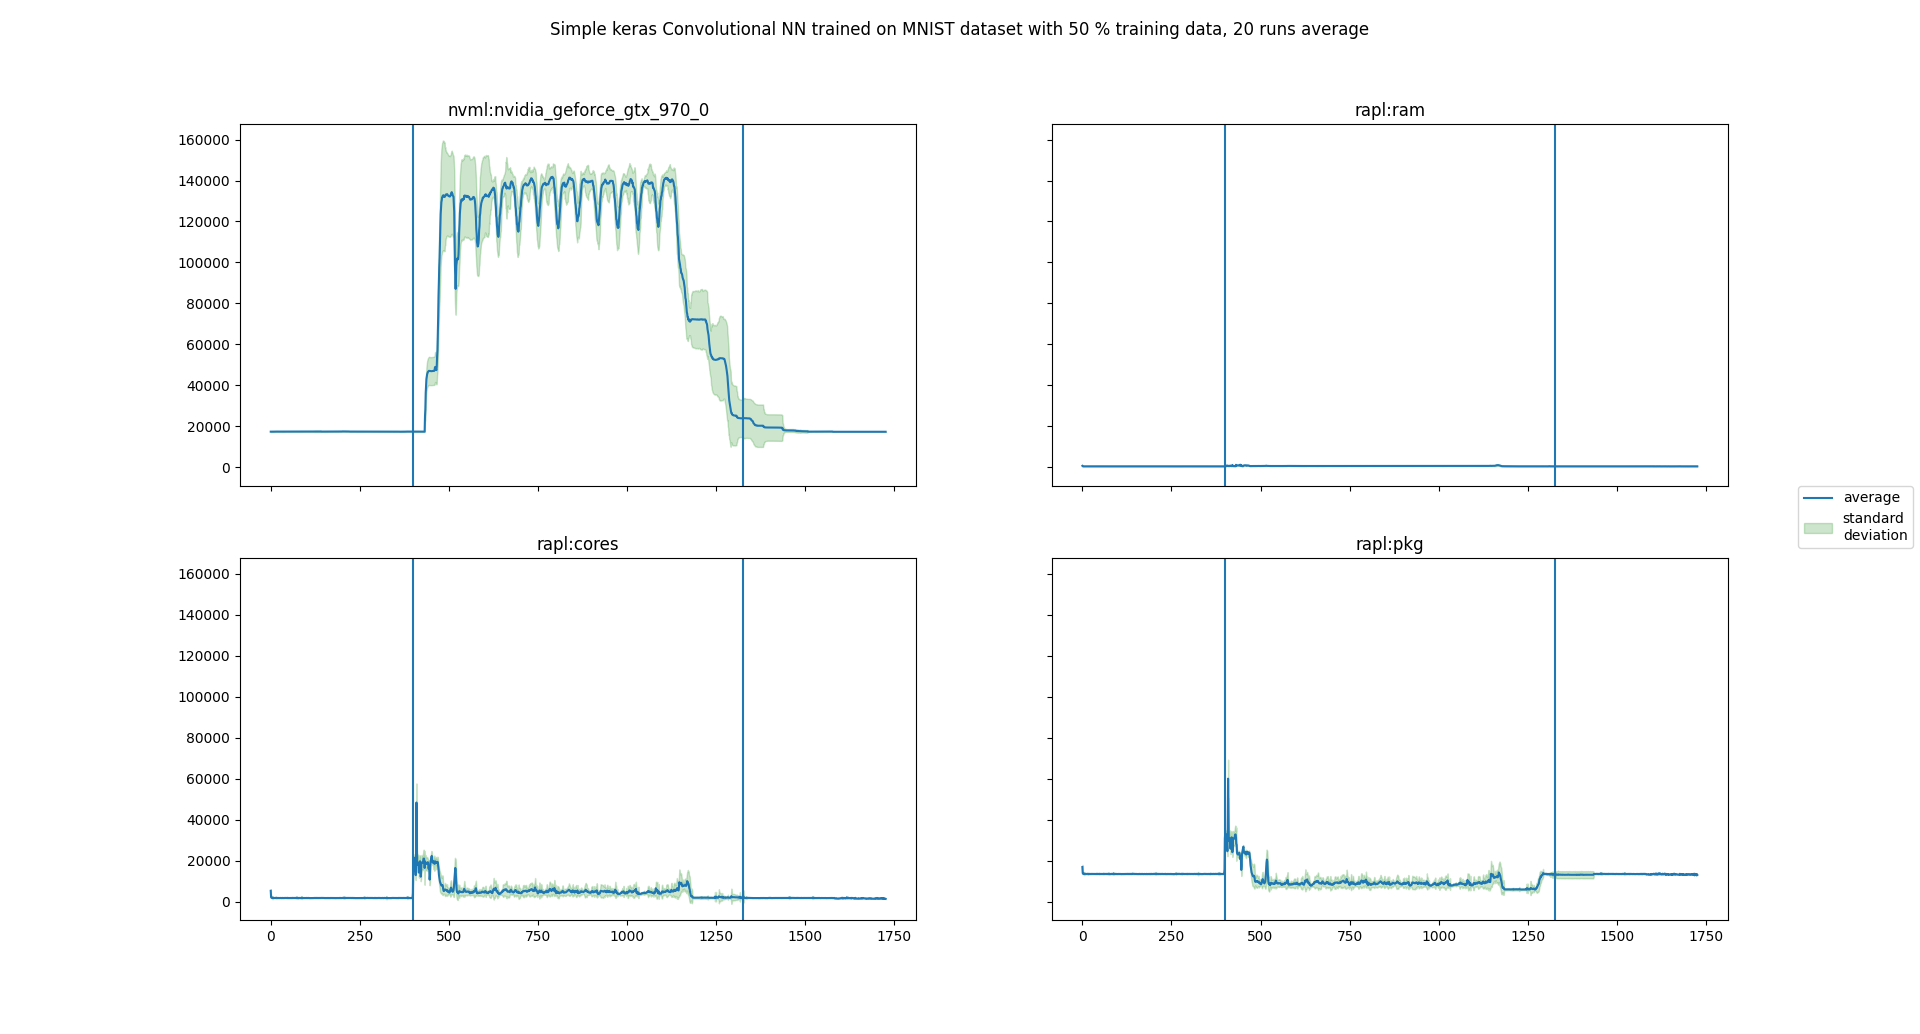 Simple keras Convolutional NN trained on MNIST dataset with 50 % training data, 20 runs average
nvml:nvidia_geforce_gtx_970_0
160000
140000
120000
100000
80000
60000
40000
20000
0
rapl:ram
average
standard
deviation
rapl:cores
160000
140000
120000
100000
80000
60000
40000
20000
0
0 250 500 750 1000 1250 1500 1750
rapl:pkg
0 250 500 750 1000 1250 1500 1750